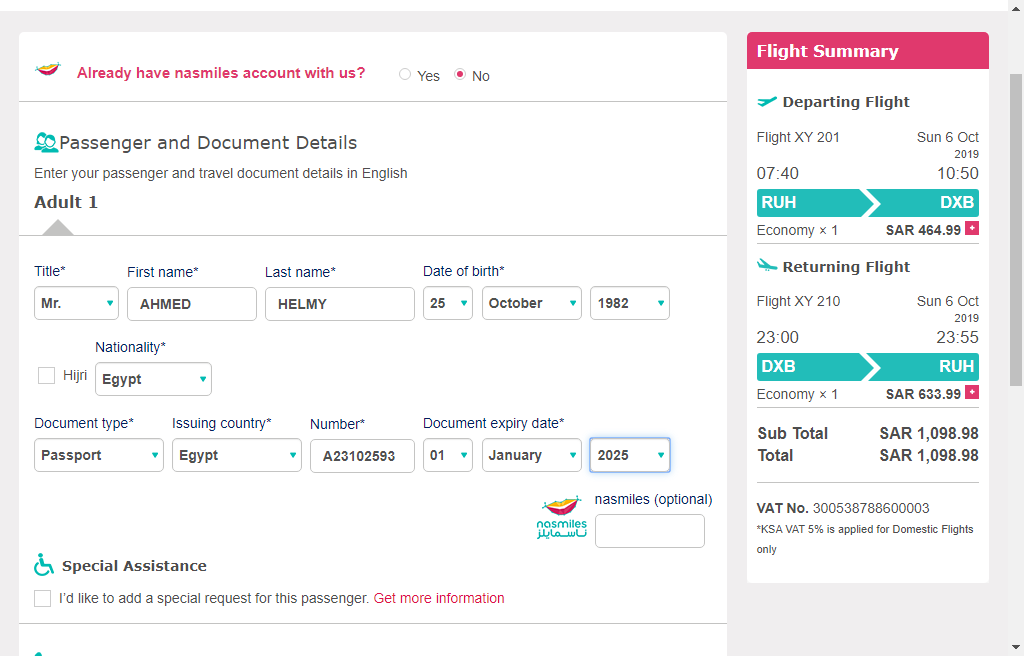 Already have nasmiles account with us? Yes No
Passenger and Document Details
Enter your passenger and travel document details in English
Adult 1
Title* First name* Last name* Date of birth*
Mr. AHMED HELMY 25 October 1982
Nationality*
Hijri Egypt
Document type* Issuing country* Number* Document expiry date*
Passport Egypt A23102593 01 January 2025
nasmiles (optional)
nasmiles
ناسمايلز
Special Assistance
I'd like to add a special request for this passenger. Get more information
Flight Summary
Departing Flight
Flight XY 201 Sun 6 Oct
2019
07:40 10:50
RUH DXB
Economy × 1 SAR 464.99 +
Returning Flight
Flight XY 210 Sun 6 Oct
2019
23:00 23:55
DXB RUH
Economy × 1 SAR 633.99 +
Sub Total SAR 1,098.98
Total SAR 1,098.98
VAT No. 300538788600003
*KSA VAT 5% is applied for Domestic Flights
only